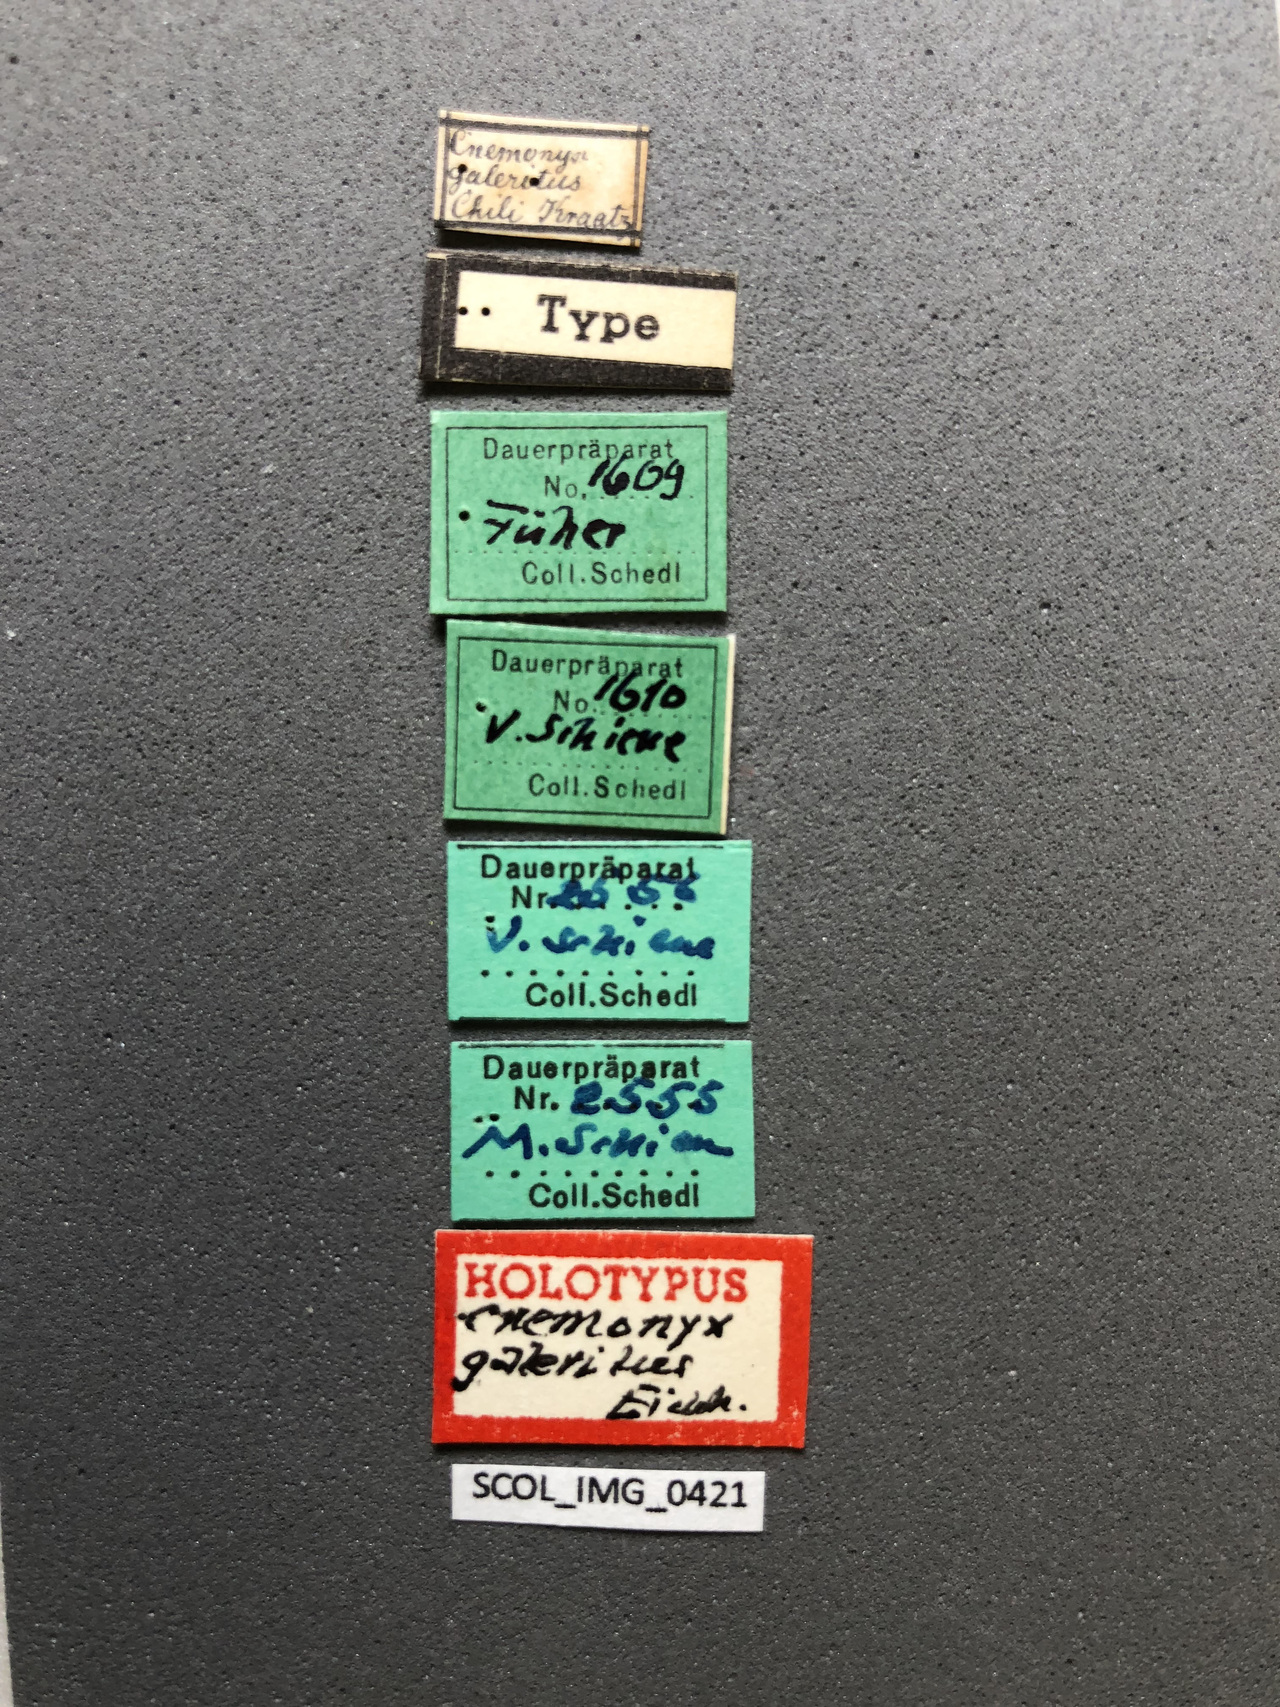 Cnemonyx
galeritus
Chili Kraatz
Type
Dauerpräparat
No. 1609
Fühler
Coll. Schedl
Dauerpräparat
No. 1610
V. Schiene
Coll. Schedl
Dauerpräparat
Nr.
V. Schiene
Coll. Schedl
Dauerpräparat
Nr. 2555
M. Schien
Coll. Schedl
HOLOTYPUS
Cnemonyx
galeritus
Eichh.
SCOL_IMG_0421